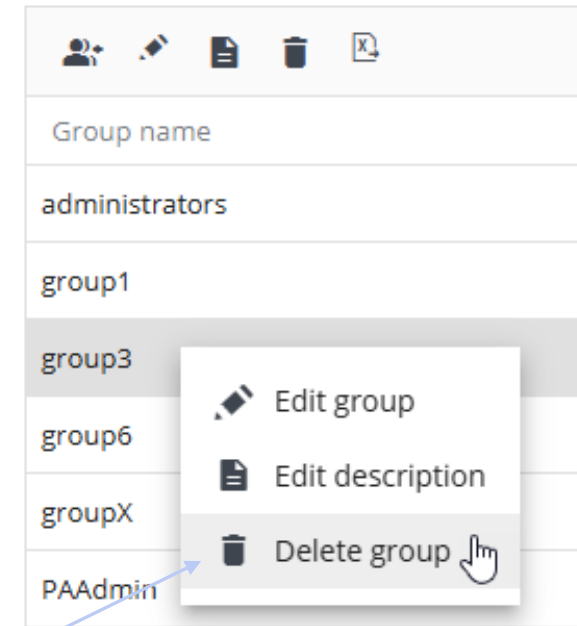 Group name
administrators
group1
group3
Edit group
group6
Edit description
groupX
Delete group
PAAdmin